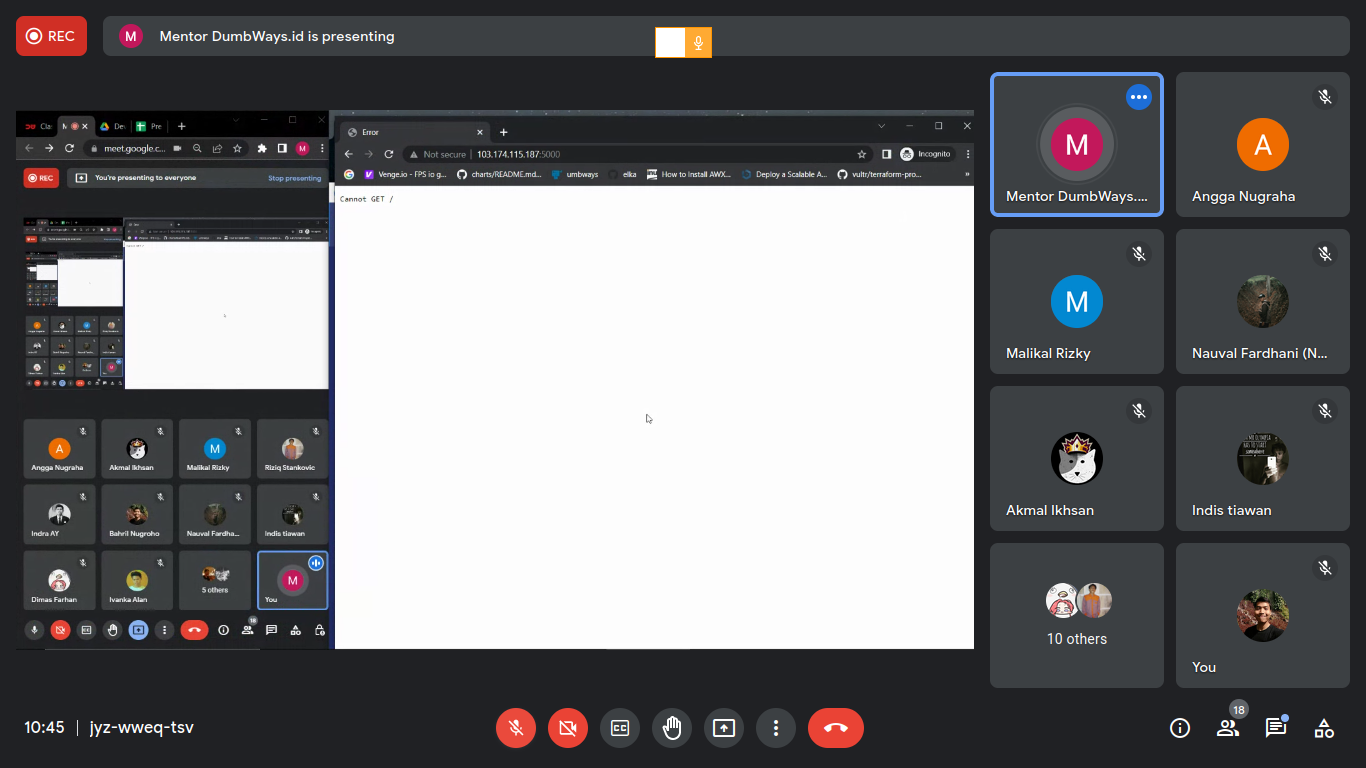 REC
M
Mentor DumbWays.id is presenting
Cla
M
Dev
Pre
meet.google.c...
M
REC
You're presenting to everyone
Stop presenting
A
Angga Nugraha
Akmal Ikhsan
M
Malikal Rizky
Riziq Stankovic
Indra AY
Bahril Nugroho
Nauval Fardha...
Indis tiawan
Dimas Farhan
Ivanka Alan
5 others
M
You
18
Error
Not secure
103.174.115.187:5000
Incognito
Venge.io - FPS io g...
charts/README.md...
umbways
elka
How to Install AWX...
Deploy a Scalable A...
vultr/terraform-pro...
»
Cannot GET /
M
Mentor DumbWays....
A
Angga Nugraha
M
Malikal Rizky
Nauval Fardhani (N...
Akmal Ikhsan
Indis tiawan
10 others
You
10:45
jyz-wweq-tsv
18